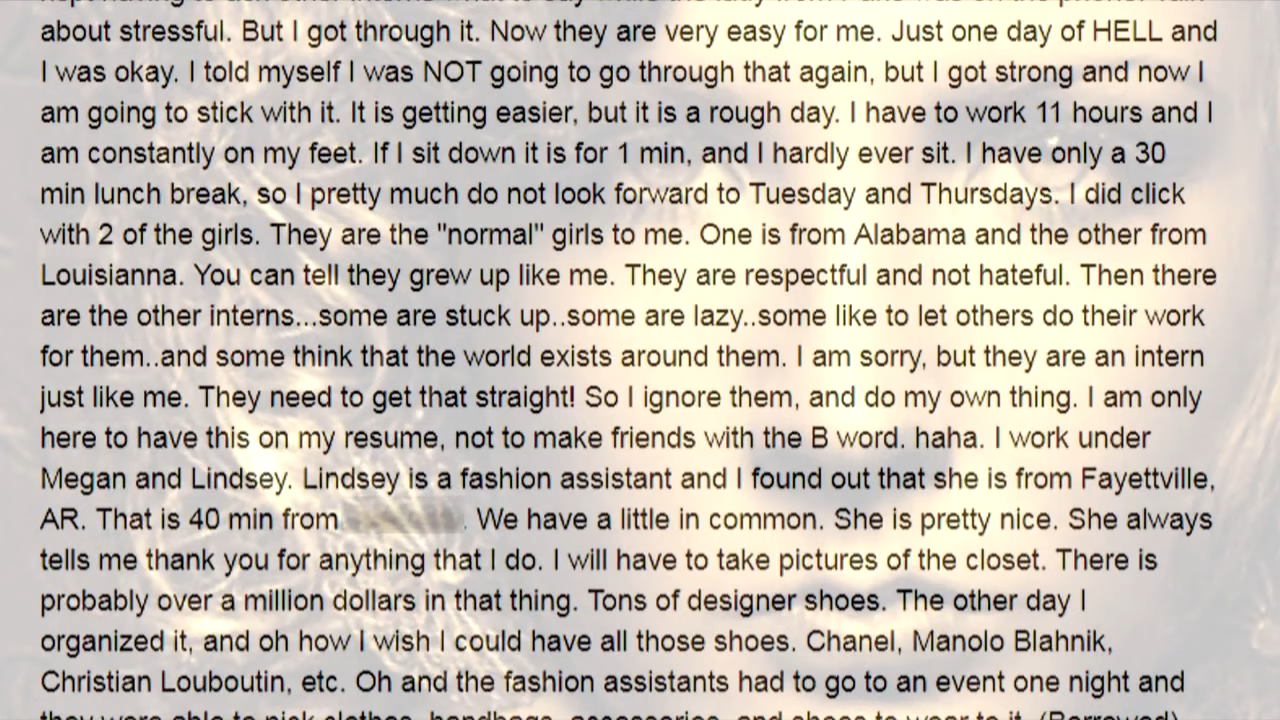 about stressful. But I got through it. Now they are very easy for me. Just one day of HELL and
I was okay. I told myself I was NOT going to go through that again, but I got strong and now I
am going to stick with it. It is getting easier, but it is a rough day. I have to work 11 hours and I
am constantly on my feet. If I sit down it is for 1 min, and I hardly ever sit. I have only a 30
min lunch break, so I pretty much do not look forward to Tuesday and Thursdays. I did click
with 2 of the girls. They are the "normal" girls to me. One is from Alabama and the other from
Louisianna. You can tell they grew up like me. They are respectful and not hateful. Then there
are the other interns...some are stuck up..some are lazy..some like to let others do their work
for them..and some think that the world exists around them. I am sorry, but they are an intern
just like me. They need to get that straight! So I ignore them, and do my own thing. I am only
here to have this on my resume, not to make friends with the B word. haha. I work under
Megan and Lindsey. Lindsey is a fashion assistant and I found out that she is from Fayettville,
AR. That is 40 min from . We have a little in common. She is pretty nice. She always
tells me thank you for anything that I do. I will have to take pictures of the closet. There is
probably over a million dollars in that thing. Tons of designer shoes. The other day I
organized it, and oh how I wish I could have all those shoes. Chanel, Manolo Blahnik,
Christian Louboutin, etc. Oh and the fashion assistants had to go to an event one night and
they were able to pick clothes, handbags, accessories, and shoes to wear to it. (Borrowed)